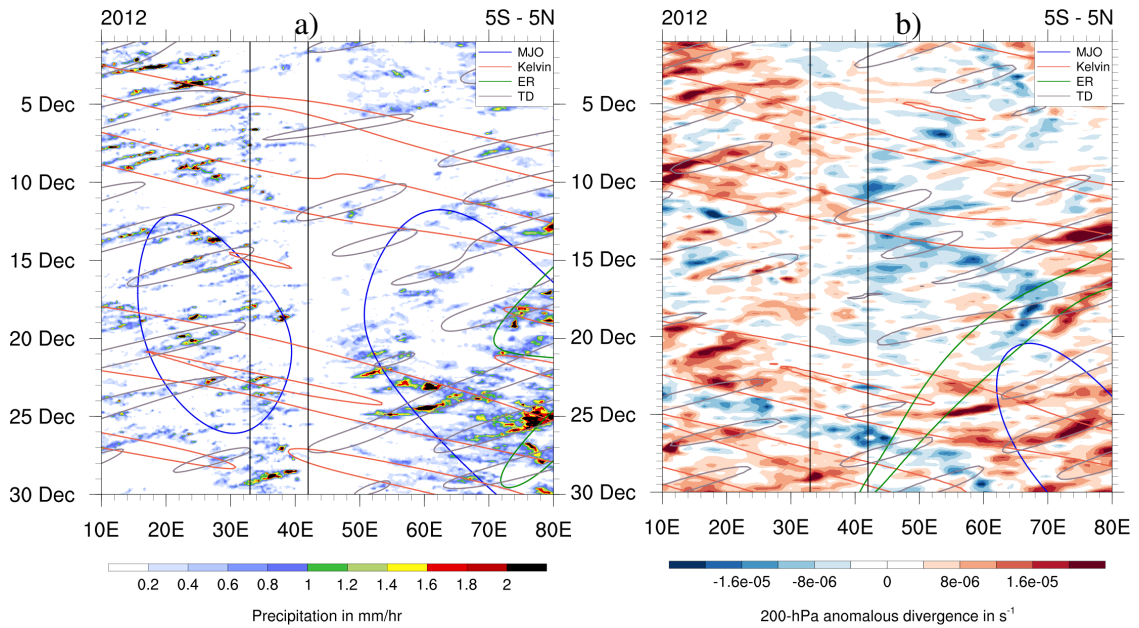 2012 a) 5S - 5N
MJO
Kelvin
ER
TD
5 Dec
10 Dec
15 Dec
20 Dec
25 Dec
30 Dec
10E 20E 30E 40E 50E 60E 70E 80E
0.2 0.4 0.6 0.8 1 1.2 1.4 1.6 1.8 2
Precipitation in mm/hr
2012 b) 5S - 5N
MJO
Kelvin
ER
TD
5 Dec
10 Dec
15 Dec
20 Dec
25 Dec
30 Dec
10E 20E 30E 40E 50E 60E 70E 80E
-1.6e-05 -8e-06 0 8e-06 1.6e-05
200-hPa anomalous divergence in s⁻¹